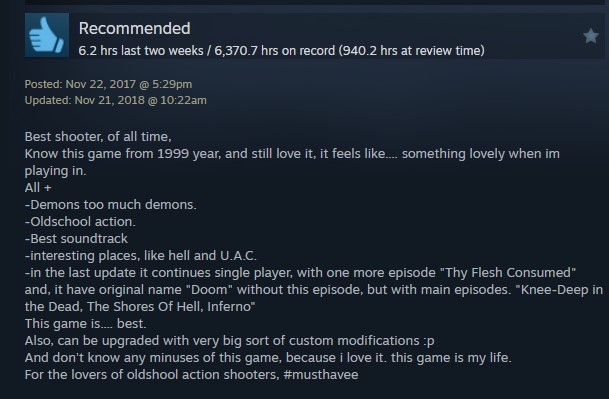 Recommended
6.2 hrs last two weeks / 6,370.7 hrs on record (940.2 hrs at review time)
Posted: Nov 22, 2017 @ 5:29pm
Updated: Nov 21, 2018 @ 10:22am
Best shooter, of all time,
Know this game from 1999 year, and still love it, it feels like.... something lovely when im
playing in.
All +
-Demons too much demons.
-Oldschool action.
-Best soundtrack
-interesting places, like hell and U.A.C.
-in the last update it continues single player, with one more episode "Thy Flesh Consumed"
and, it have original name "Doom" without this episode, but with main episodes. "Knee-Deep in
the Dead, The Shores Of Hell, Inferno"
This game is.... best.
Also, can be upgraded with very big sort of custom modifications :p
And don't know any minuses of this game, because i love it. this game is my life.
For the lovers of oldshool action shooters, #musthavee